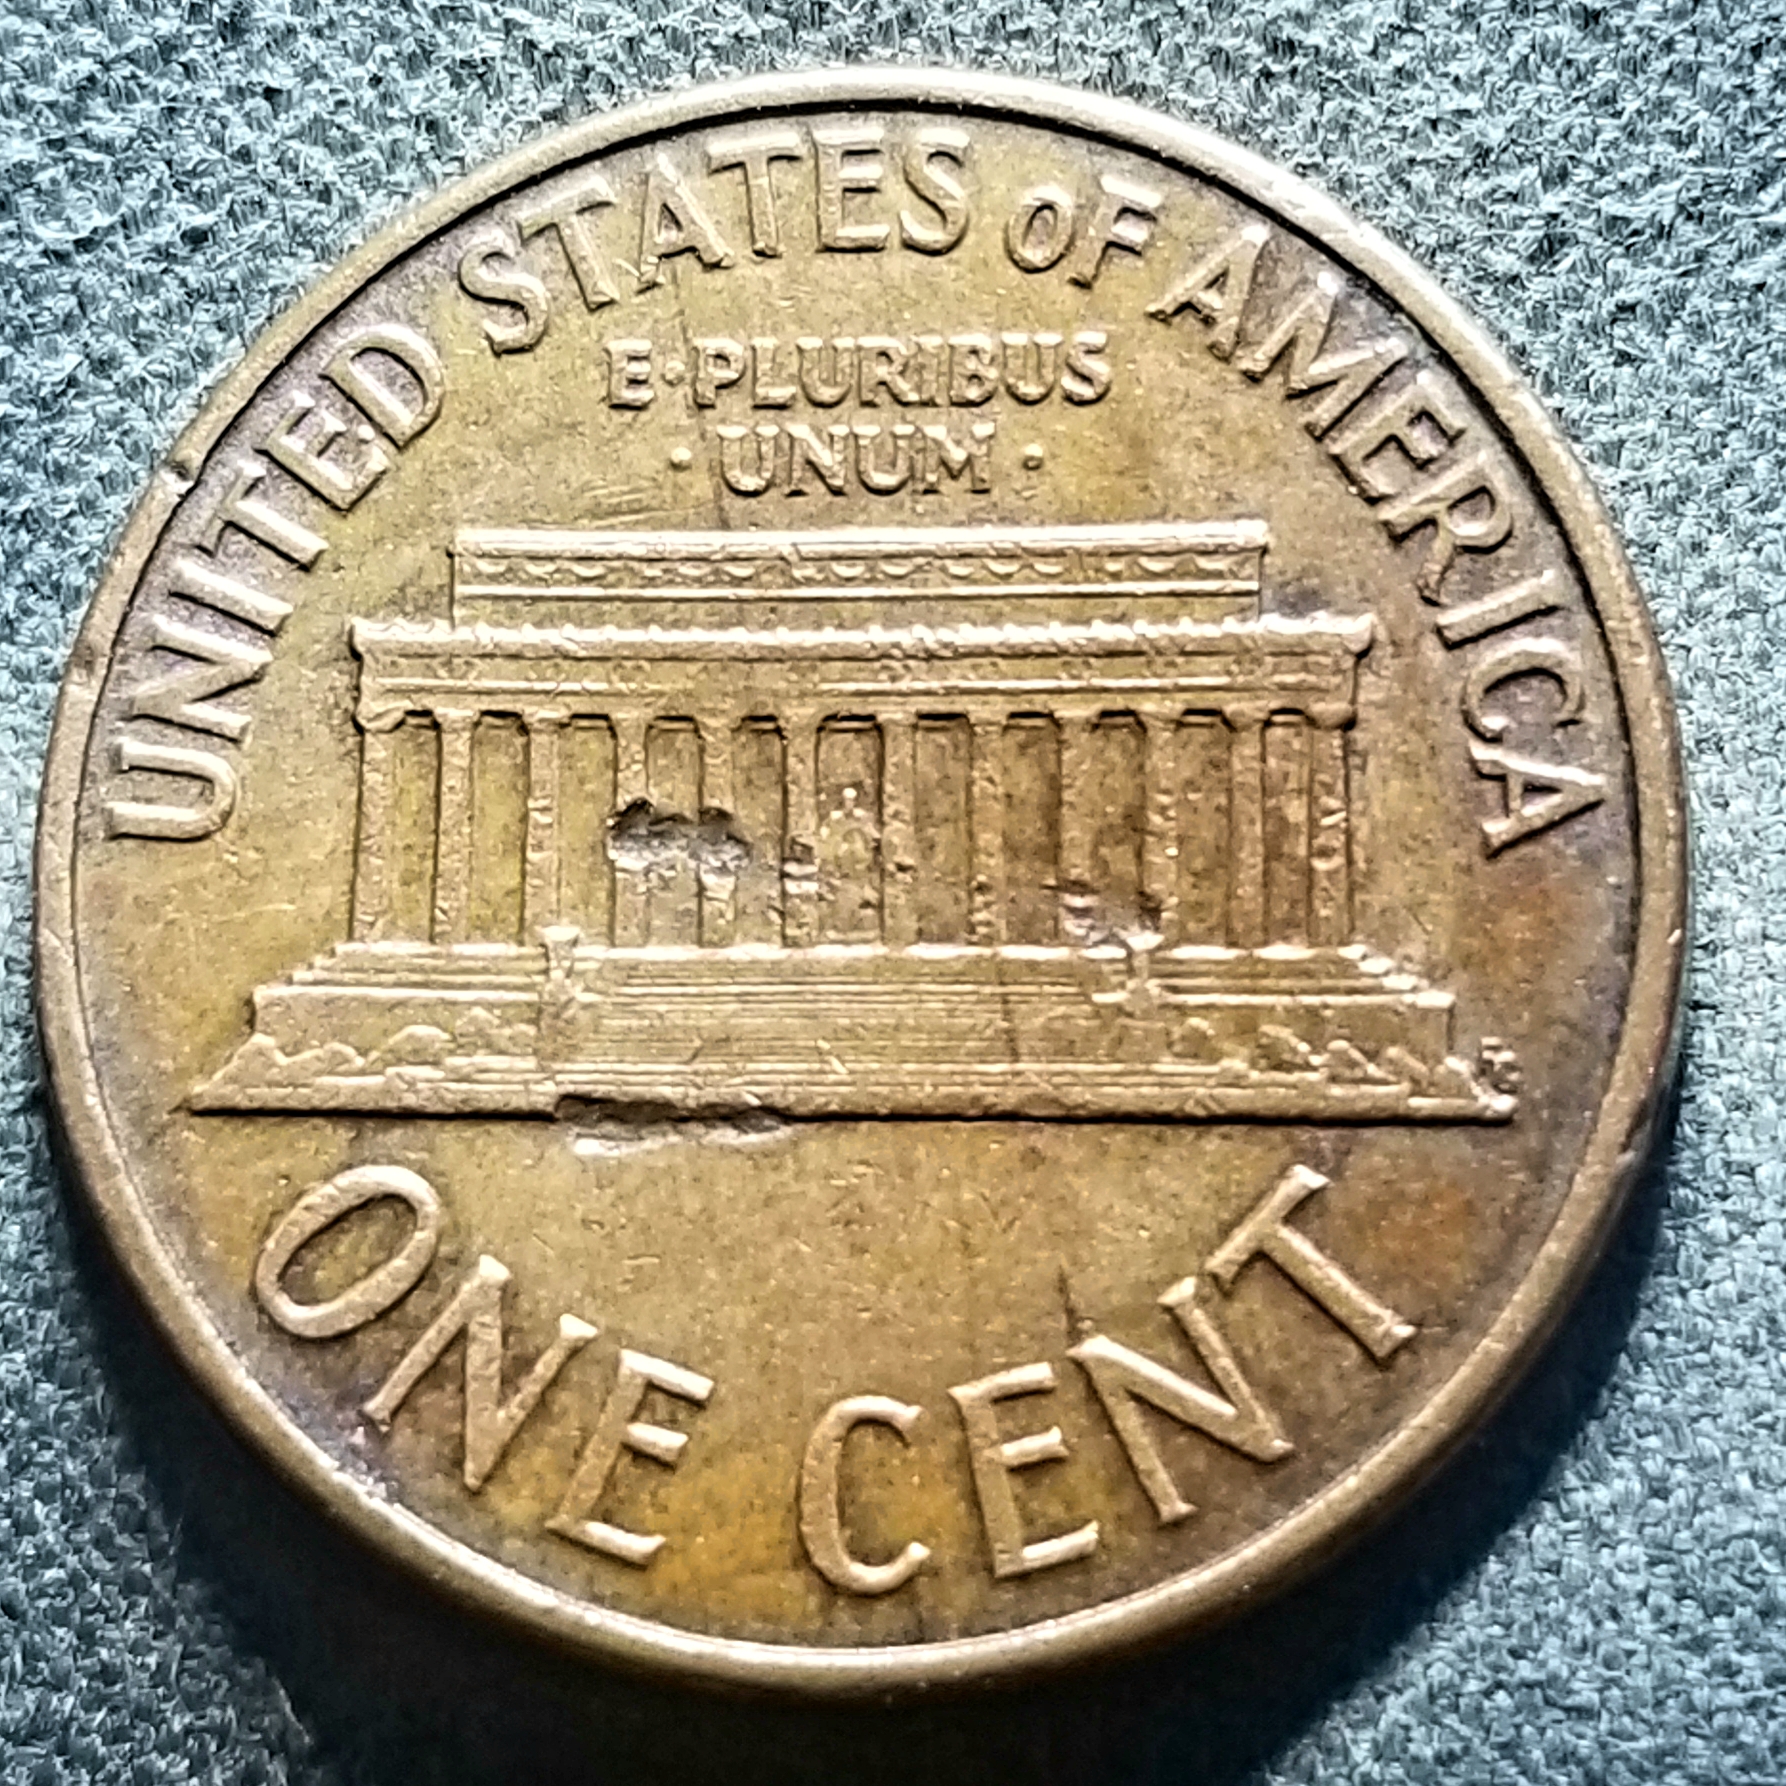 UNITED STATES OF AMERICA
E·PLURIBUS
· UNUM ·
ONE CENT